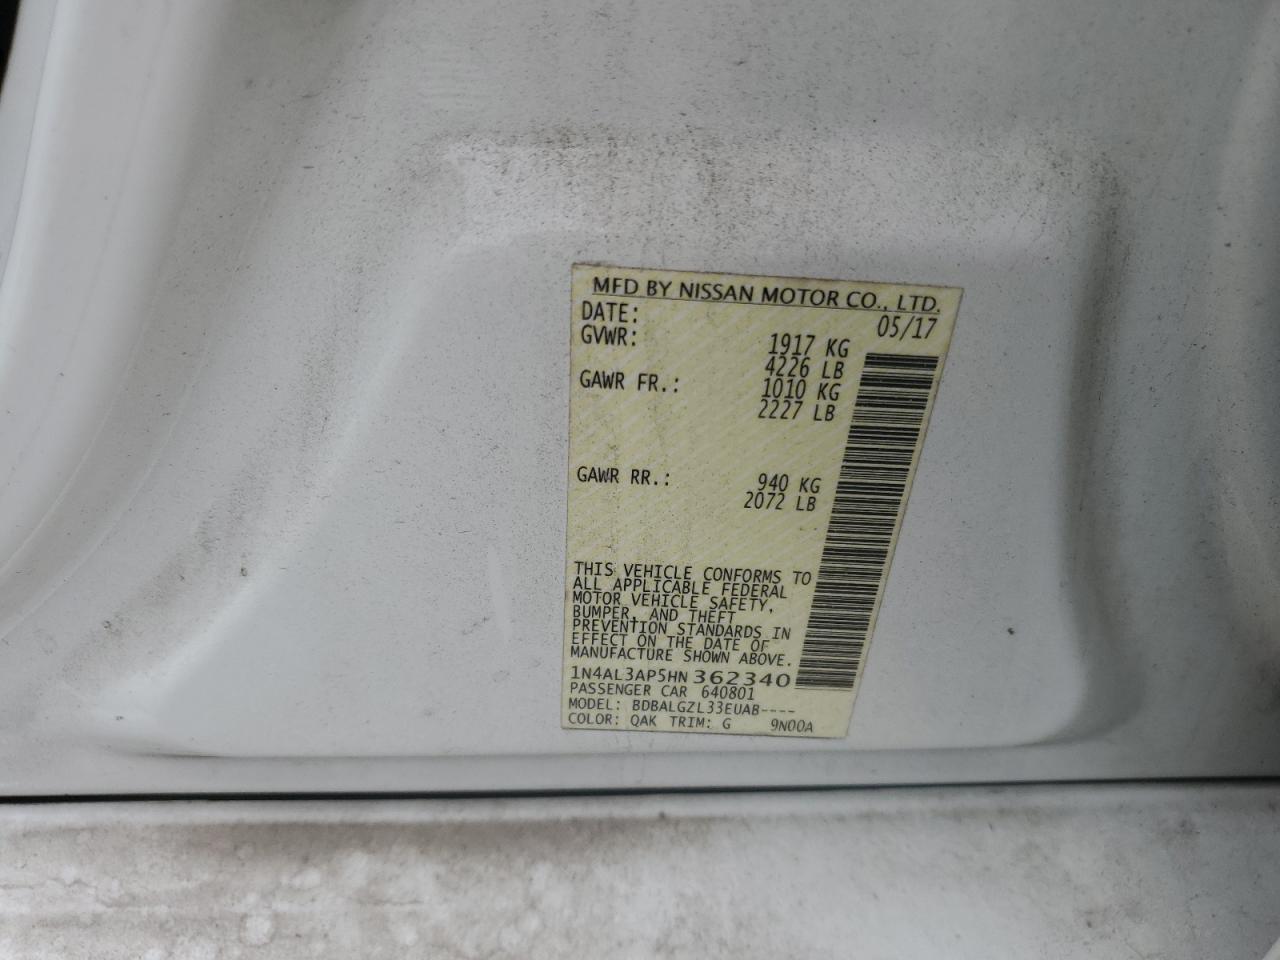 MFD BY NISSAN MOTOR CO., LTD.
DATE: 05/17
GVWR: 1917 KG
4226 LB
GAWR FR.: 1010 KG
2227 LB
GAWR RR.: 940 KG
2072 LB
THIS VEHICLE CONFORMS TO
ALL APPLICABLE FEDERAL
MOTOR VEHICLE SAFETY,
BUMPER, AND THEFT
PREVENTION STANDARDS IN
EFFECT ON THE DATE OF
MANUFACTURE SHOWN ABOVE.
1N4AL3AP5HN362340
PASSENGER CAR 640801
MODEL: BDBALGZL33EUAB----
COLOR: QAK TRIM: G 9N00A